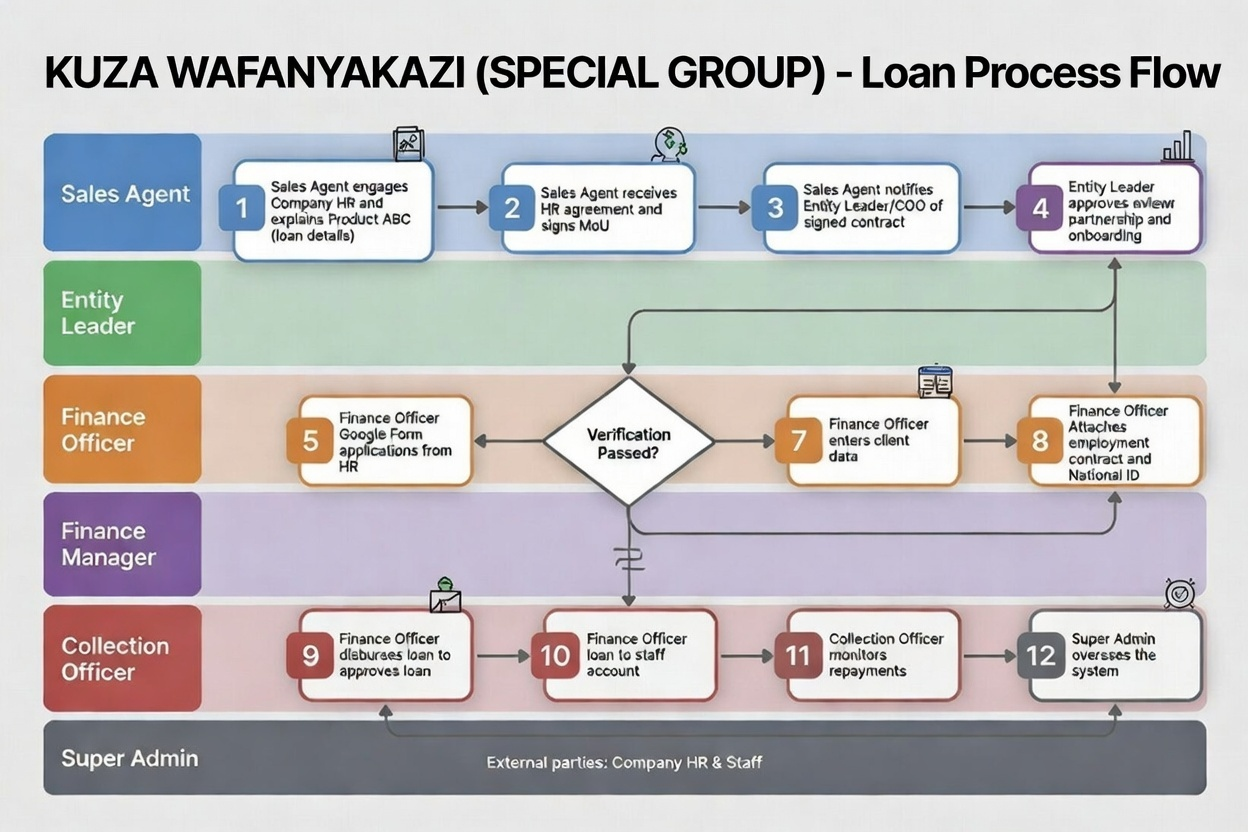 KUZA WAFANYAKAZI (SPECIAL GROUP) - Loan Process Flow
Sales Agent
1
Sales Agent engages
Company HR and
explains Product ABC
(loan details)
2
Sales Agent receives
HR agreement and
signs MoU
3
Sales Agent notifies
Entity Leader/COO of
signed contract
4
Entity Leader
approves
partnership and
onboarding
Entity
Leader
Finance
Officer
5
Finance Officer
Google Form
applications from
HR
Verification
Passed?
7
Finance Officer
enters client
data
8
Finance Officer
Attaches
employment
contract and
National ID
Finance
Manager
Collection
Officer
9
Finance Officer
disburses loan to
approves loan
10
Finance Officer
loan to staff
account
11
Collection Officer
monitors
repayments
12
Super Admin
oversses the
system
Super Admin
External parties: Company HR & Staff